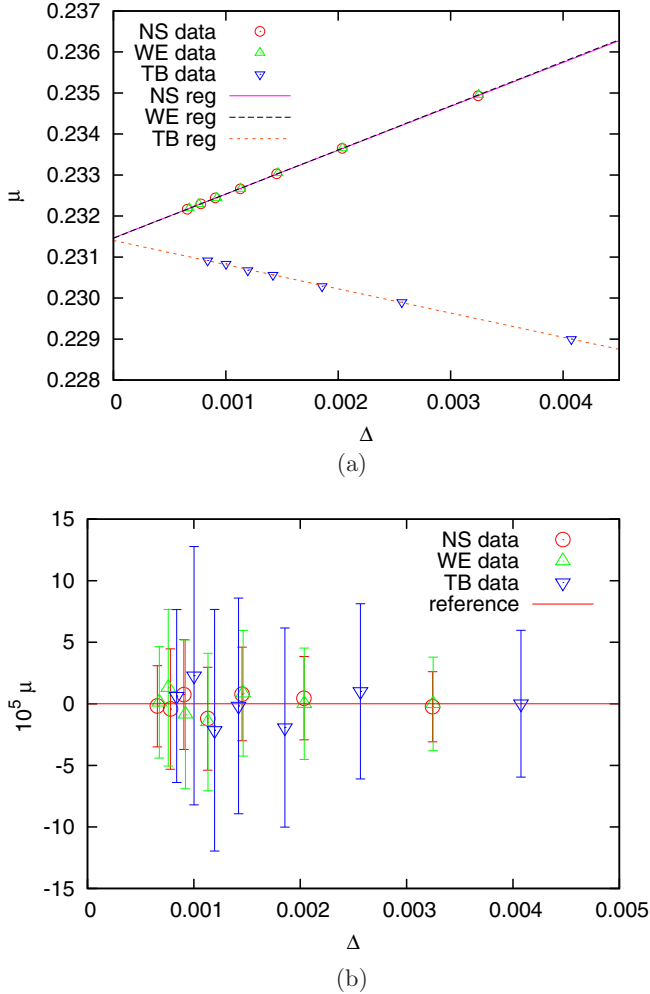 0.237
0.236
0.235
0.234
0.233
0.232
0.231
0.230
0.229
0.228
μ
NS data
WE data
TB data
NS reg
WE reg
TB reg
0 0.001 0.002 0.003 0.004
Δ
(a)
15
10
5
0
-5
-10
-15
10⁵ μ
NS data
WE data
TB data
reference
0 0.001 0.002 0.003 0.004 0.005
Δ
(b)